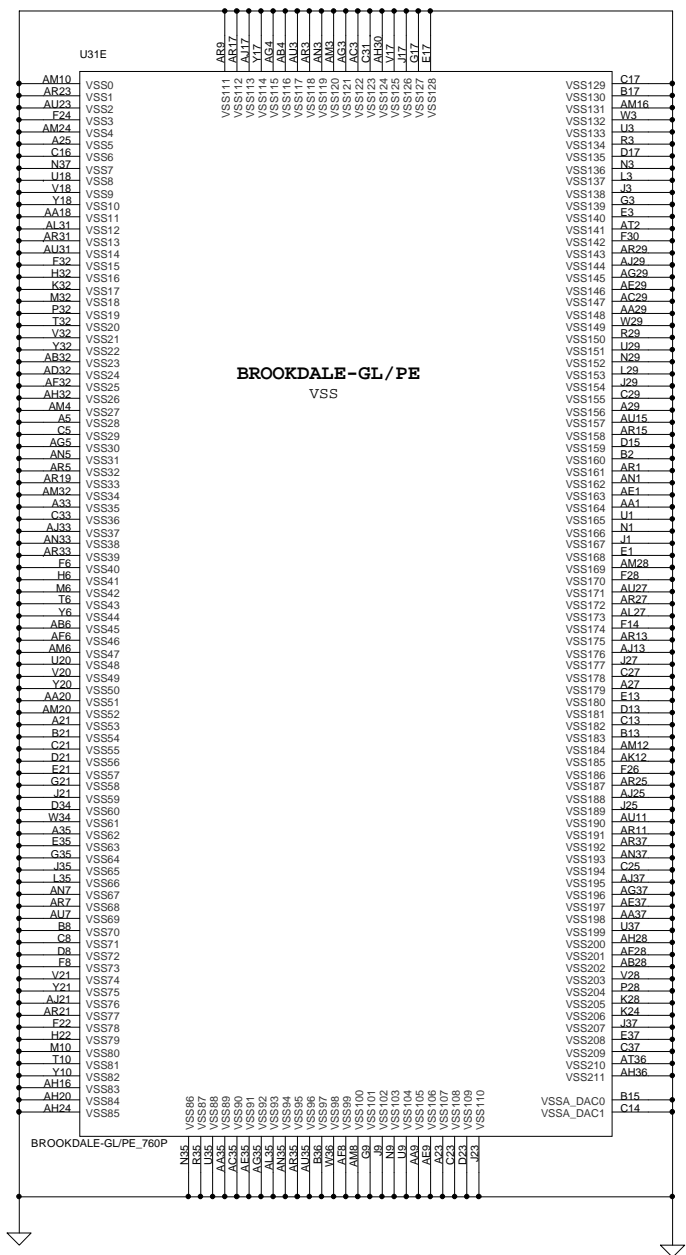 U31E
AR9 AR17 AJ17 Y17 AG4 AB4 AU3 AR3 AN3 AM3 AG3 AC3 C31 AH30 V17 J17 G17 E17
VSS111 VSS112 VSS113 VSS114 VSS115 VSS116 VSS117 VSS118 VSS119 VSS120 VSS121 VSS122 VSS123 VSS124 VSS125 VSS126 VSS127 VSS128
AM10 VSS0
AR23 VSS1
AU23 VSS2
F24 VSS3
AM24 VSS4
A25 VSS5
C16 VSS6
N37 VSS7
U18 VSS8
V18 VSS9
Y18 VSS10
AA18 VSS11
AL31 VSS12
AR31 VSS13
AU31 VSS14
F32 VSS15
H32 VSS16
K32 VSS17
M32 VSS18
P32 VSS19
T32 VSS20
V32 VSS21
Y32 VSS22
AB32 VSS23
AD32 VSS24
AF32 VSS25
AH32 VSS26
AM4 VSS27
A5 VSS28
C5 VSS29
AG5 VSS30
AN5 VSS31
AR5 VSS32
AR19 VSS33
AM32 VSS34
A33 VSS35
C33 VSS36
AJ33 VSS37
AN33 VSS38
AR33 VSS39
F6 VSS40
H6 VSS41
M6 VSS42
T6 VSS43
Y6 VSS44
AB6 VSS45
AF6 VSS46
AM6 VSS47
U20 VSS48
V20 VSS49
Y20 VSS50
AA20 VSS51
AM20 VSS52
A21 VSS53
B21 VSS54
C21 VSS55
D21 VSS56
E21 VSS57
G21 VSS58
J21 VSS59
D34 VSS60
W34 VSS61
A35 VSS62
E35 VSS63
G35 VSS64
J35 VSS65
L35 VSS66
AN7 VSS67
AR7 VSS68
AU7 VSS69
B8 VSS70
C8 VSS71
D8 VSS72
F8 VSS73
V21 VSS74
Y21 VSS75
AJ21 VSS76
AR21 VSS77
F22 VSS78
H22 VSS79
M10 VSS80
T10 VSS81
Y10 VSS82
AH16 VSS83
AH20 VSS84
AH24 VSS85
BROOKDALE-GL/PE
VSS
VSS129 C17
VSS130 B17
VSS131 AM16
VSS132 W3
VSS133 U3
VSS134 R3
VSS135 D17
VSS136 N3
VSS137 L3
VSS138 J3
VSS139 G3
VSS140 E3
VSS141 AT2
VSS142 F30
VSS143 AR29
VSS144 AJ29
VSS145 AG29
VSS146 AE29
VSS147 AC29
VSS148 AA29
VSS149 W29
VSS150 R29
VSS151 U29
VSS152 N29
VSS153 L29
VSS154 J29
VSS155 C29
VSS156 A29
VSS157 AU15
VSS158 AR15
VSS159 D15
VSS160 B2
VSS161 AR1
VSS162 AN1
VSS163 AE1
VSS164 AA1
VSS165 U1
VSS166 N1
VSS167 J1
VSS168 E1
VSS169 AM28
VSS170 F28
VSS171 AU27
VSS172 AR27
VSS173 AL27
VSS174 F14
VSS175 AR13
VSS176 AJ13
VSS177 J27
VSS178 C27
VSS179 A27
VSS180 E13
VSS181 D13
VSS182 C13
VSS183 B13
VSS184 AM12
VSS185 AK12
VSS186 F26
VSS187 AR25
VSS188 AJ25
VSS189 J25
VSS190 AU11
VSS191 AR11
VSS192 AR37
VSS193 AN37
VSS194 C25
VSS195 AJ37
VSS196 AG37
VSS197 AE37
VSS198 AA37
VSS199 U37
VSS200 AH28
VSS201 AF28
VSS202 AB28
VSS203 V28
VSS204 P28
VSS205 K28
VSS206 K24
VSS207 J37
VSS208 E37
VSS209 C37
VSS210 AT36
VSS211 AH36
VSSA_DAC0 B15
VSSA_DAC1 C14
VSS86 VSS87 VSS88 VSS89 VSS90 VSS91 VSS92 VSS93 VSS94 VSS95 VSS96 VSS97 VSS98 VSS99 VSS100 VSS101 VSS102 VSS103 VSS104 VSS105 VSS106 VSS107 VSS108 VSS109 VSS110
BROOKDALE-GL/PE_760P
N35 R35 U35 AA35 AC35 AE35 AG35 AL35 AN35 AR35 AU35 B36 W36 AF8 AM8 G9 J9 N9 U9 AA9 AE9 A23 C23 D23 J23